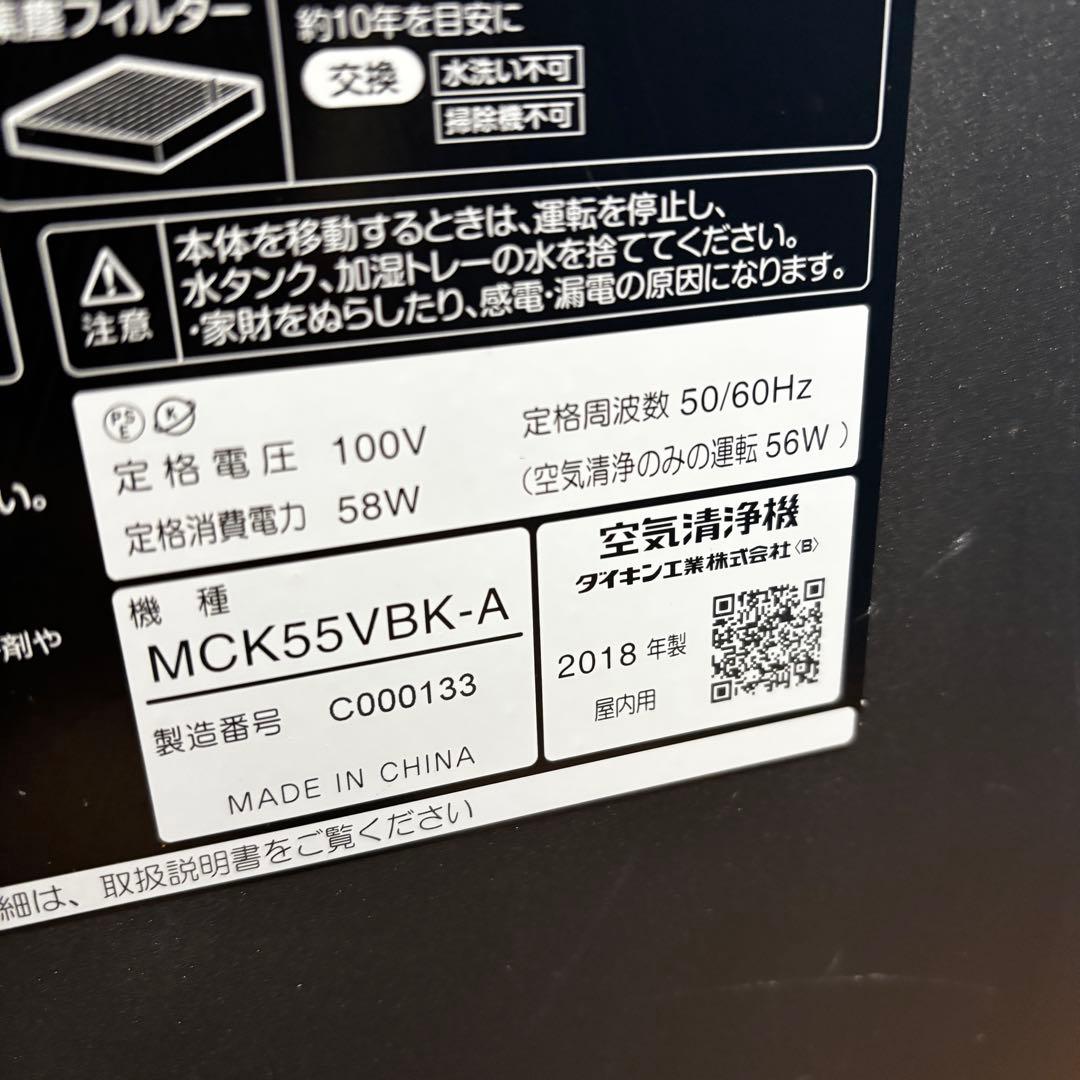 集塵フィルター
約10年を目安に
交換
水洗い不可
掃除機不可
注意
本体を移動するときは、運転を停止し、
水タンク、加湿トレーの水を捨ててください。
・家財をぬらしたり、感電・漏電の原因になります。
い。
剤や
PS
E
K
定格電圧 100V
定格周波数 50/60Hz
定格消費電力 58W
(空気清浄のみの運転 56W )
機 種
MCK55VBK-A
製造番号 C000133
MADE IN CHINA
空気清浄機
ダイキン工業株式会社〈B〉
2018 年製
屋内用
細は、取扱説明書をご覧ください